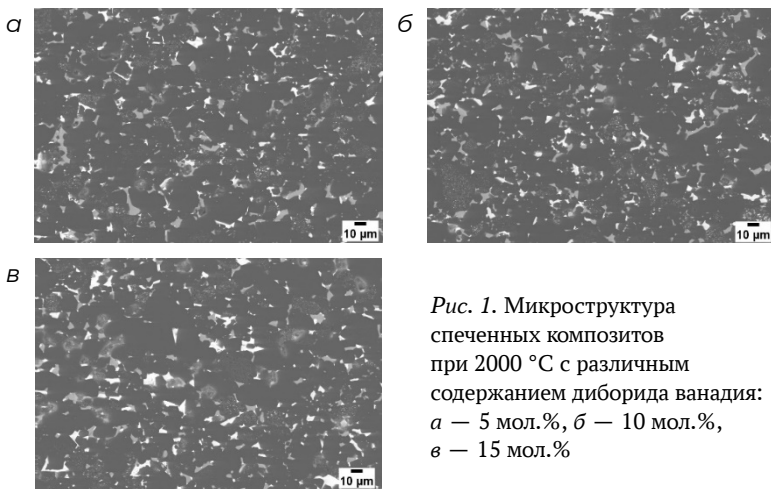 а
б
10 µm
10 µm
в
10 µm
Рис. 1. Микроструктура
спеченных композитов
при 2000 °C с различным
содержанием диборида ванадия:
а — 5 мол.%, б — 10 мол.%,
в — 15 мол.%